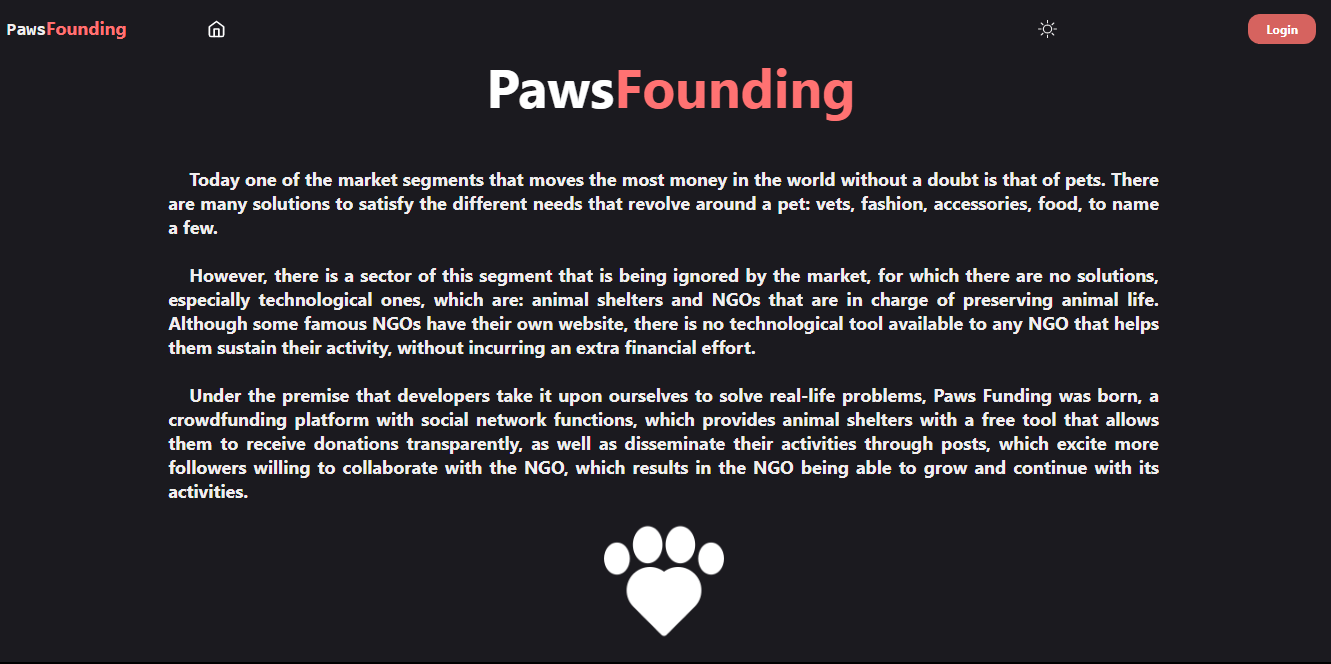 PawsFounding
Login
PawsFounding
Today one of the market segments that moves the most money in the world without a doubt is that of pets. There
are many solutions to satisfy the different needs that revolve around a pet: vets, fashion, accessories, food, to name
a few.
However, there is a sector of this segment that is being ignored by the market, for which there are no solutions,
especially technological ones, which are: animal shelters and NGOs that are in charge of preserving animal life.
Although some famous NGOs have their own website, there is no technological tool available to any NGO that helps
them sustain their activity, without incurring an extra financial effort.
Under the premise that developers take it upon ourselves to solve real-life problems, Paws Funding was born, a
crowdfunding platform with social network functions, which provides animal shelters with a free tool that allows
them to receive donations transparently, as well as disseminate their activities through posts, which excite more
followers willing to collaborate with the NGO, which results in the NGO being able to grow and continue with its
activities.